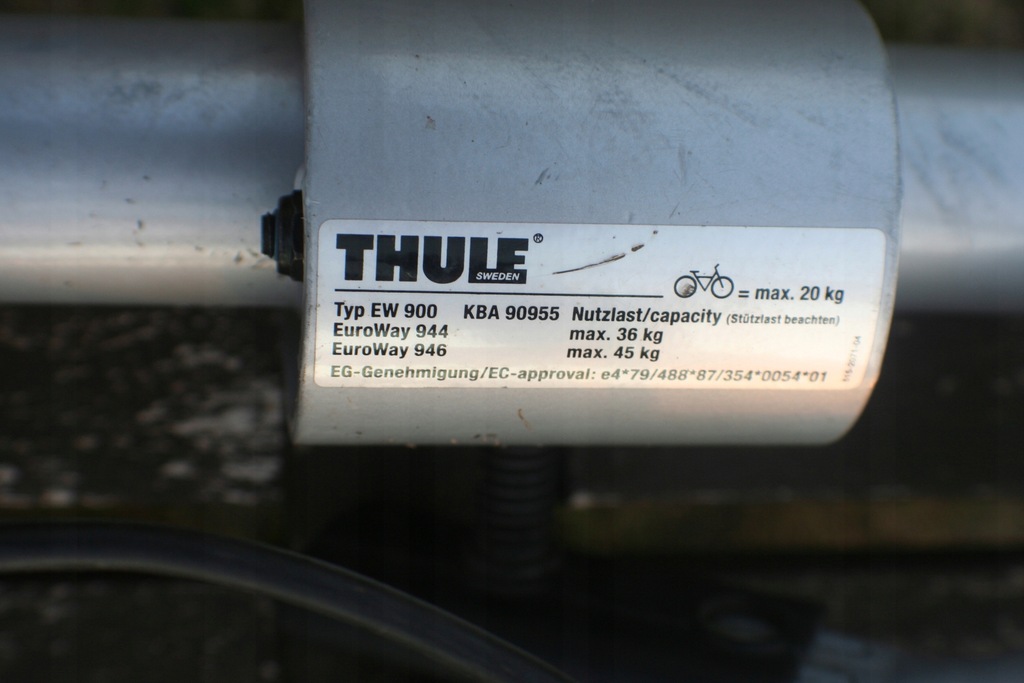 THULE®
SWEDEN
= max. 20 kg
Typ EW 900 KBA 90955 Nutzlast/capacity (Stützlast beachten)
EuroWay 944 max. 36 kg
EuroWay 946 max. 45 kg
EG-Genehmigung/EC-approval: e4*79/488*87/354*0054*01